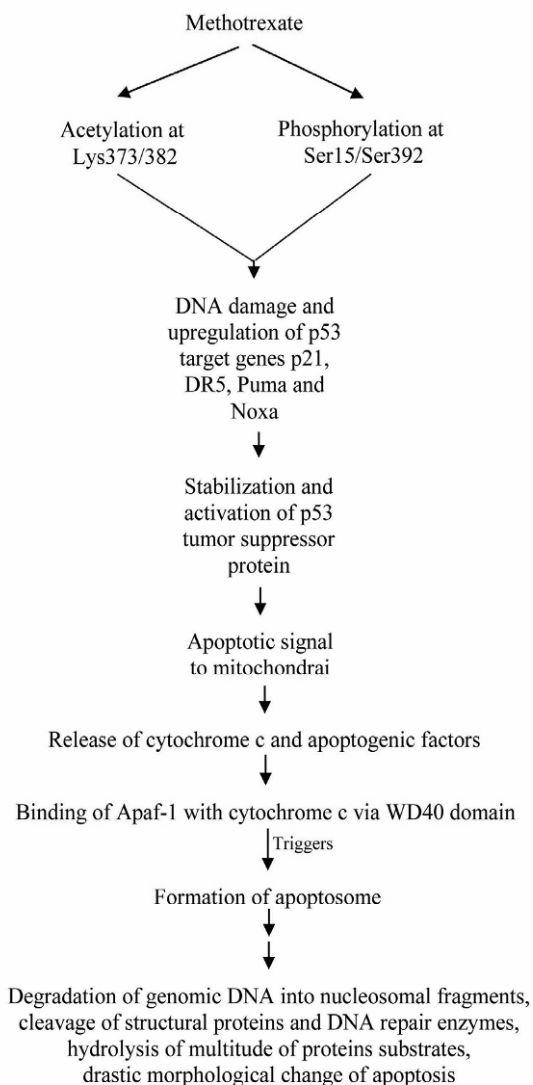 Methotrexate
Acetylation at
Lys373/382
Phosphorylation at
Ser15/Ser392
DNA damage and
upregulation of p53
target genes p21,
DR5, Puma and
Noxa
Stabilization and
activation of p53
tumor suppressor
protein
Apoptotic signal
to mitochondrai
Release of cytochrome c and apoptogenic factors
Binding of Apaf-1 with cytochrome c via WD40 domain
Triggers
Formation of apoptosome
Degradation of genomic DNA into nucleosomal fragments,
cleavage of structural proteins and DNA repair enzymes,
hydrolysis of multitude of proteins substrates,
drastic morphological change of apoptosis